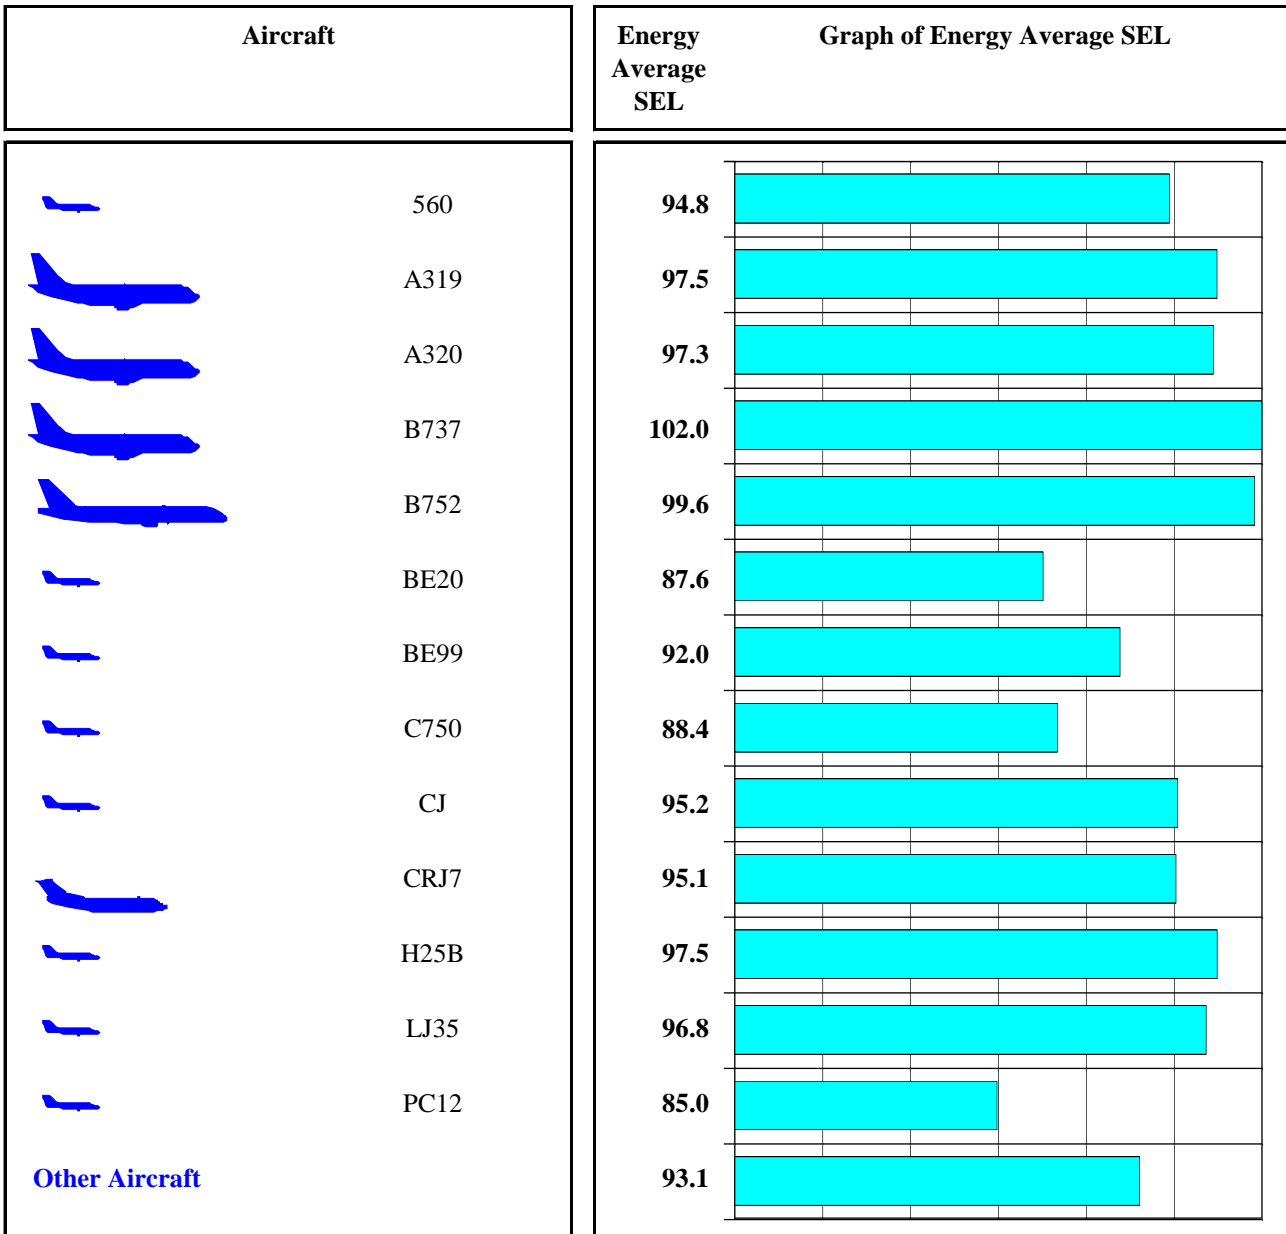 Aircraft
Energy Average SEL
Graph of Energy Average SEL
560 94.8
A319 97.5
A320 97.3
B737 102.0
B752 99.6
BE20 87.6
BE99 92.0
C750 88.4
CJ 95.2
CRJ7 95.1
H25B 97.5
LJ35 96.8
PC12 85.0
Other Aircraft 93.1